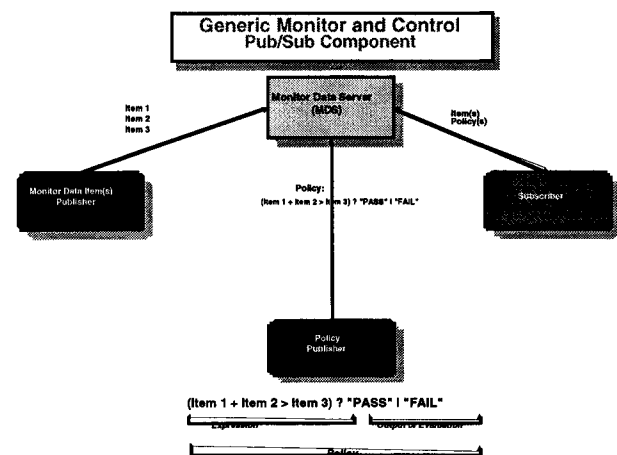 Generic Monitor and Control
Pub/Sub Component
Monitor Data Server
(MDS)
Item 1
Item 2
Item 3
Item(s)
Policy(s)
Monitor Data Item(s)
Publisher
Subscriber
Policy:
(Item 1 + Item 2 > Item 3) ? "PASS" | "FAIL"
Policy
Publisher
(Item 1 + Item 2 > Item 3) ? "PASS" | "FAIL"
Expression
Output of Evaluation
Policy